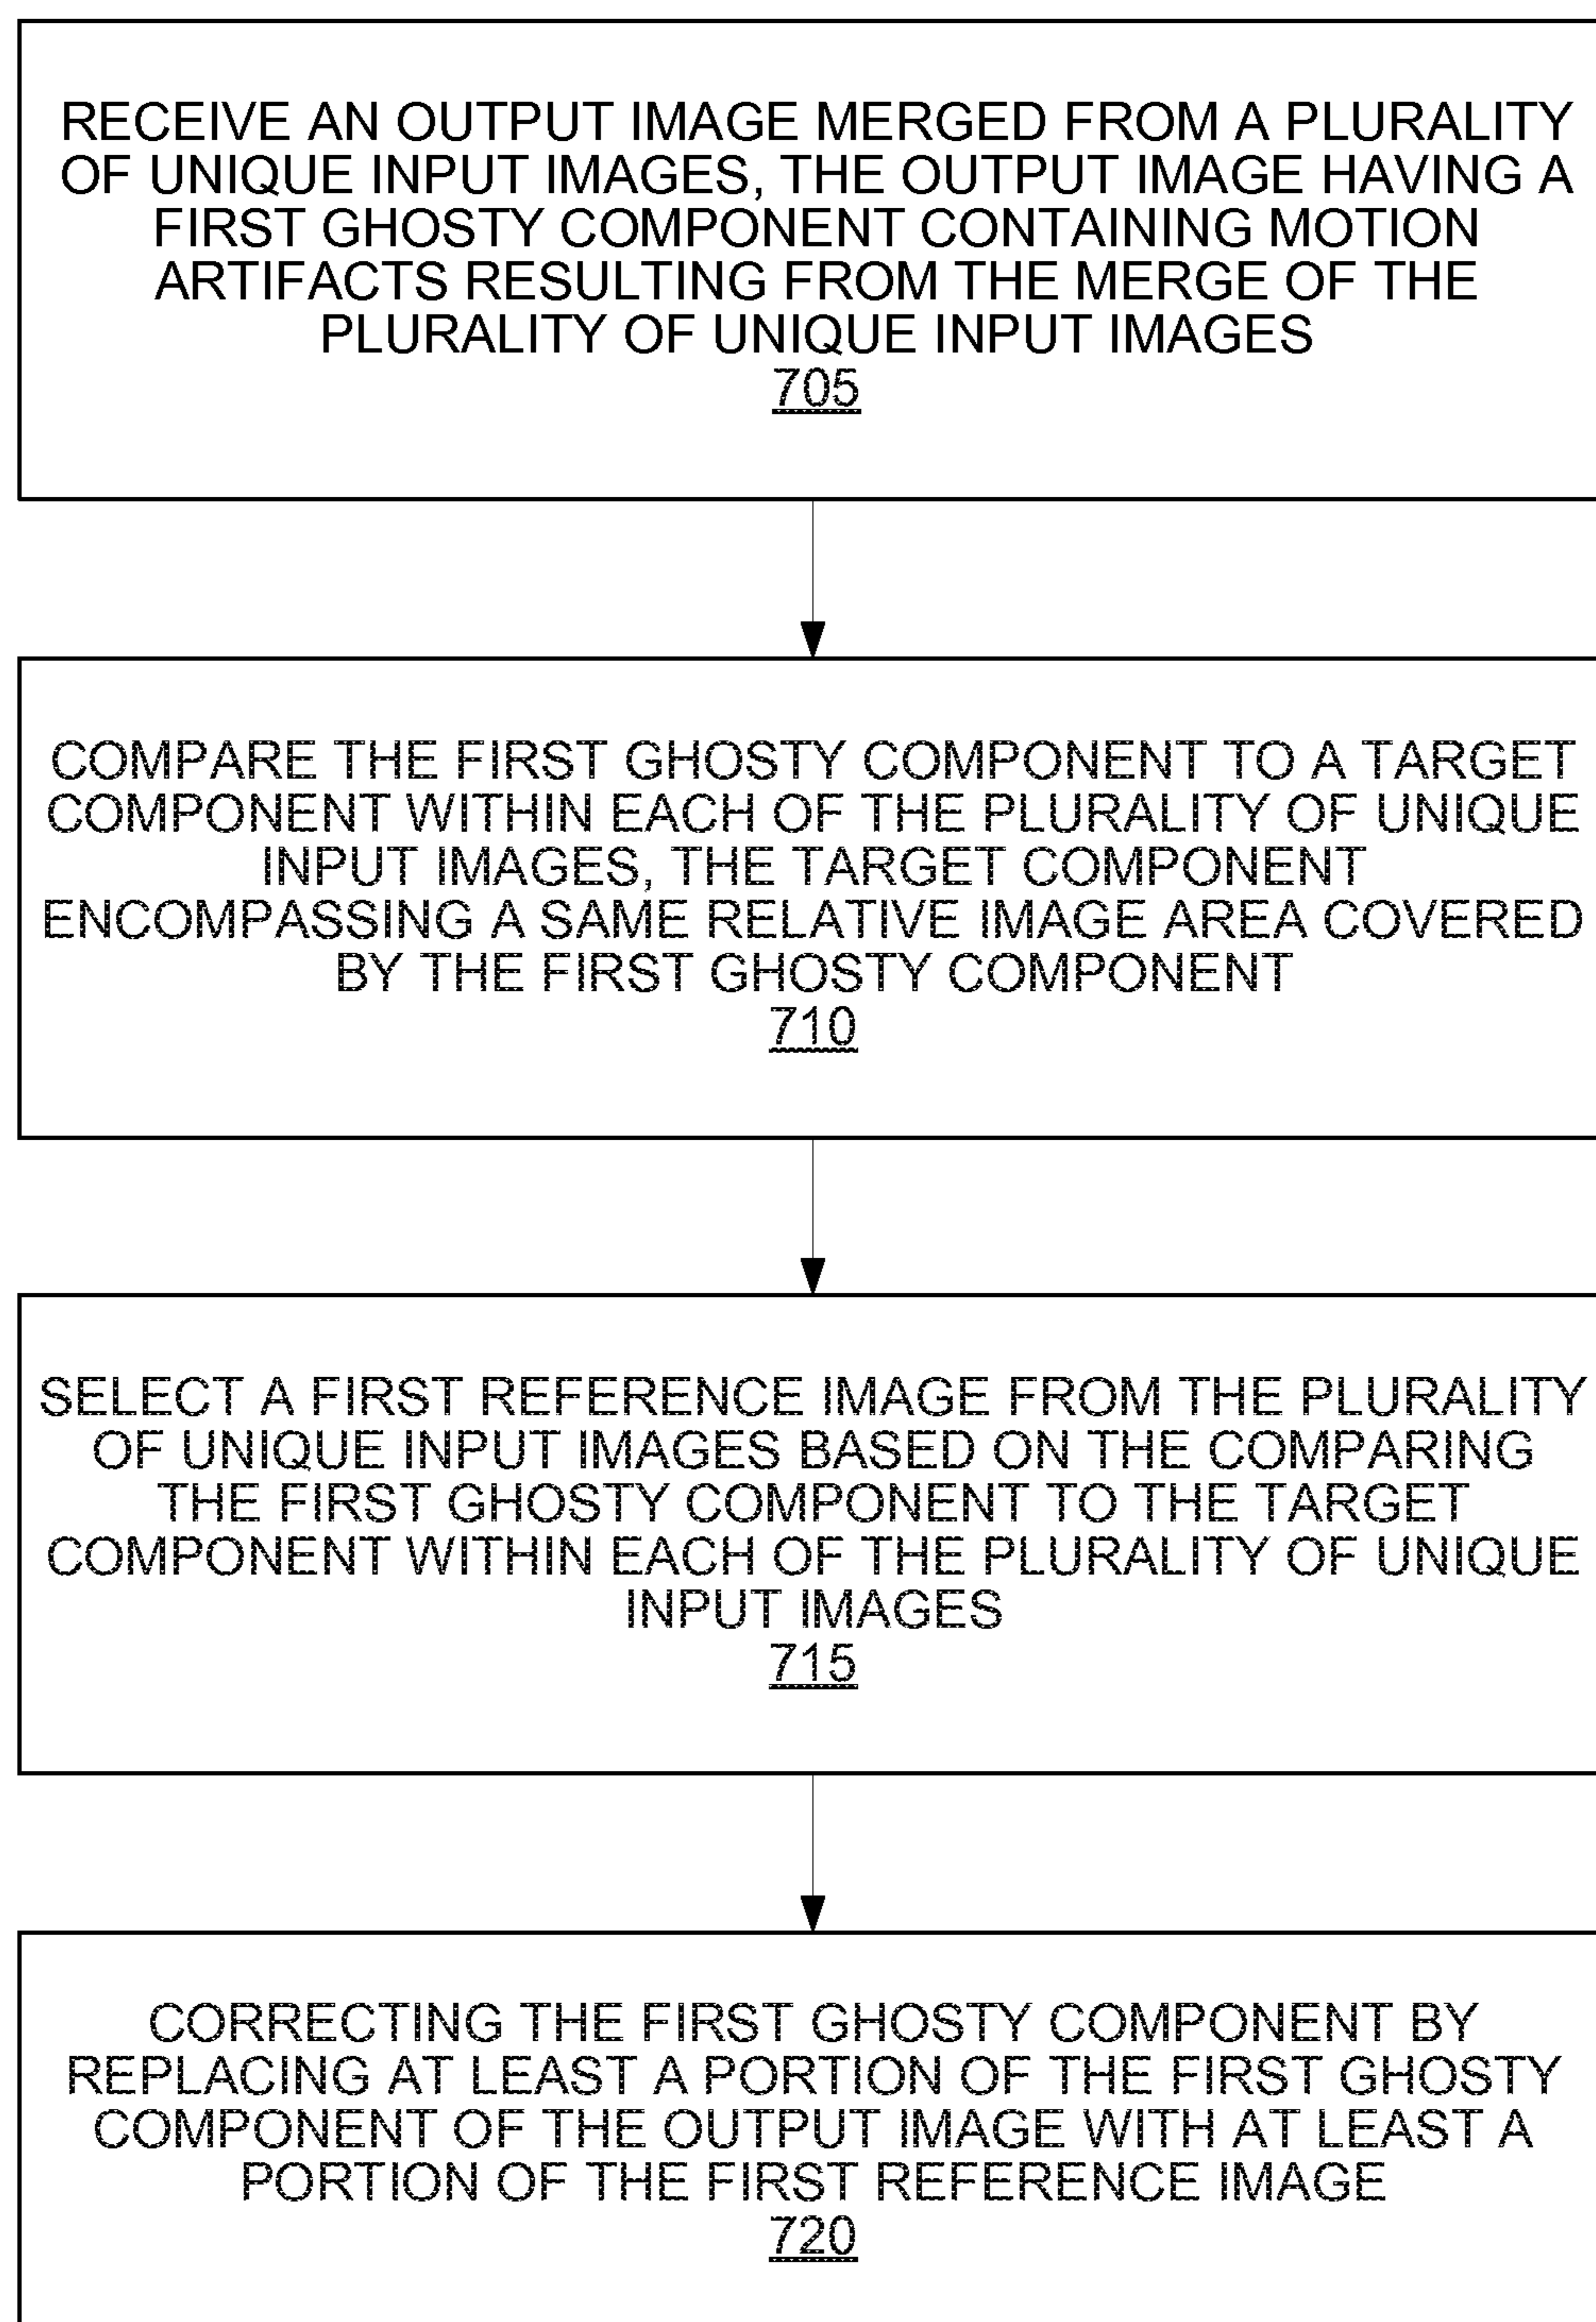 RECEIVE AN OUTPUT IMAGE MERGED FROM A PLURALITY
OF UNIQUE INPUT IMAGES, THE OUTPUT IMAGE HAVING A
FIRST GHOSTY COMPONENT CONTAINING MOTION
ARTIFACTS RESULTING FROM THE MERGE OF THE
PLURALITY OF UNIQUE INPUT IMAGES
705
COMPARE THE FIRST GHOSTY COMPONENT TO A TARGET
COMPONENT WITHIN EACH OF THE PLURALITY OF UNIQUE
INPUT IMAGES, THE TARGET COMPONENT
ENCOMPASSING A SAME RELATIVE IMAGE AREA COVERED
BY THE FIRST GHOSTY COMPONENT
710
SELECT A FIRST REFERENCE IMAGE FROM THE PLURALITY
OF UNIQUE INPUT IMAGES BASED ON THE COMPARING
THE FIRST GHOSTY COMPONENT TO THE TARGET
COMPONENT WITHIN EACH OF THE PLURALITY OF UNIQUE
INPUT IMAGES
715
CORRECTING THE FIRST GHOSTY COMPONENT BY
REPLACING AT LEAST A PORTION OF THE FIRST GHOSTY
COMPONENT OF THE OUTPUT IMAGE WITH AT LEAST A
PORTION OF THE FIRST REFERENCE IMAGE
720